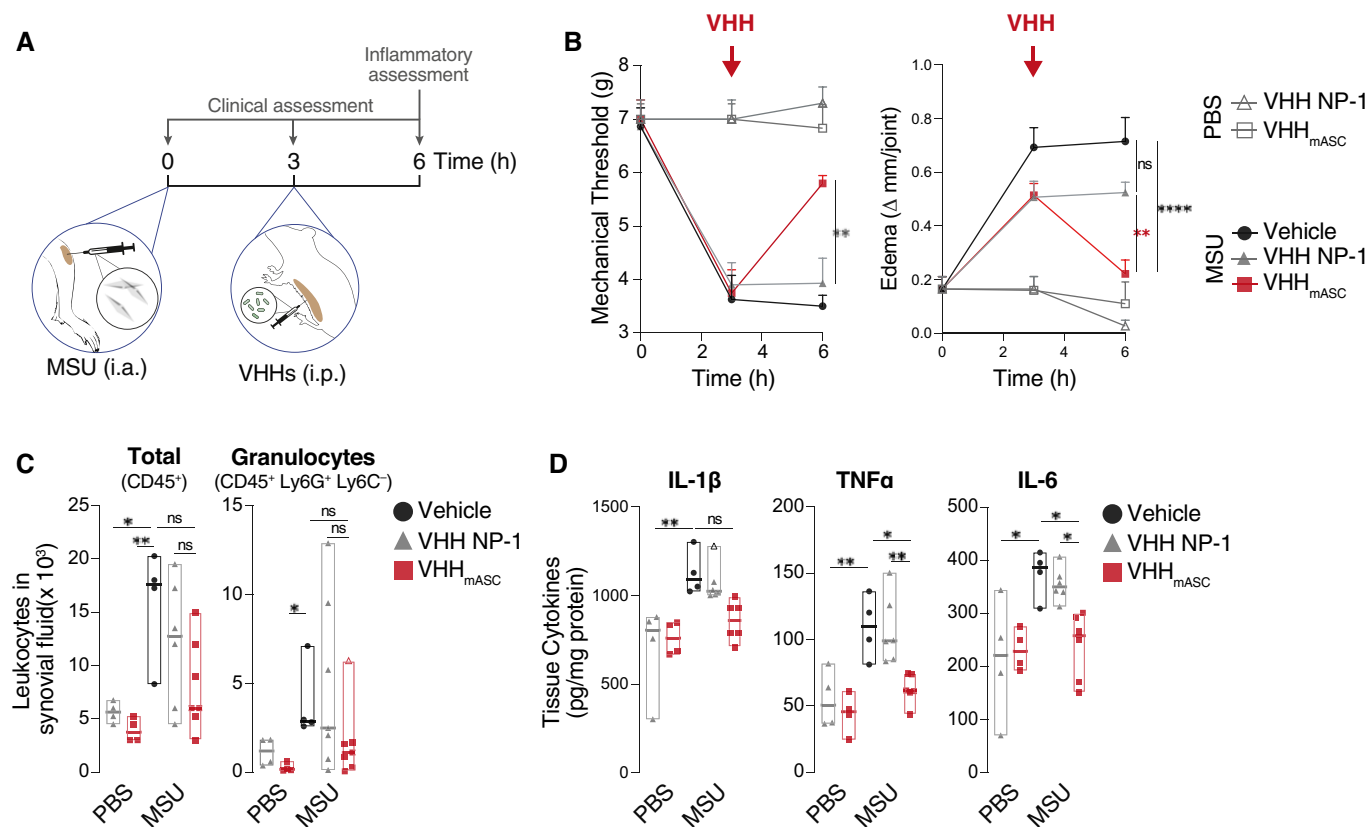 A
Inflammatory
assessment
Clinical assessment
0 3 6 Time (h)
MSU (i.a.)
VHHs (i.p.)
B
VHH
8
7
6
5
4
3
Mechanical Threshold (g)
**
0 2 4 6
Time (h)
VHH
1.0
0.8
0.6
0.4
0.2
0.0
Edema (Δ mm/joint)
ns
**
****
0 2 4 6
Time (h)
PBS
VHH NP-1
VHHmASC
MSU
Vehicle
VHH NP-1
VHHmASC
C
Total
(CD45+)
25
20
15
10
5
0
Leukocytes in
synovial fluid(x 10³)
* ns
** ns
PBS MSU
Granulocytes
(CD45+ Ly6G+ Ly6C–)
15
10
5
0
ns
ns
*
PBS MSU
Vehicle
VHH NP-1
VHHmASC
D
IL-1β
1500
1000
500
0
Tissue Cytokines
(pg/mg protein)
** ns
PBS MSU
TNFα
200
150
100
50
0
*
** **
PBS MSU
IL-6
500
400
300
200
100
0
*
* *
PBS MSU
Vehicle
VHH NP-1
VHHmASC